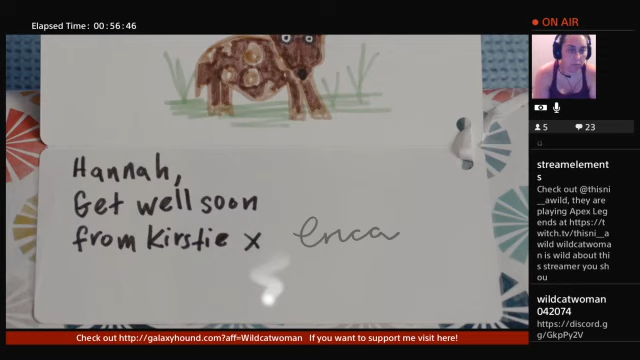 Elapsed Time: 00:56:46
ON AIR
5
23
Hannah,
Get well soon
from Kirstie x
erica
streamelement
s
Check out @thisni
__awild, they are
playing Apex Leg
ends at https://t
witch.tv/thisni__a
wild wildcatwoma
n is wild about thi
s streamer you sh
ou
wildcatwoman
042074
https://discord.g
g/GkpPy2V
Check out http://galaxyhound.com?aff=Wildcatwoman If you want to support me visit here!